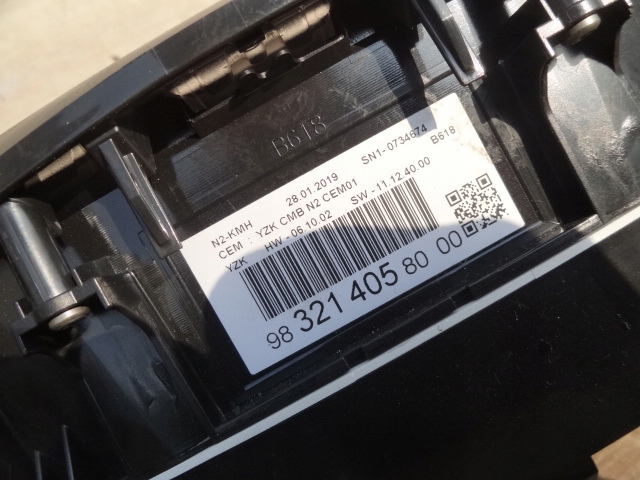 B618
N2-KMH 28.01.2019 SN1-0734674 B618
CEM : YZK CMB N2 CEM01
YZK HW - 06.10.02 SW - 11.12.40.00
98 321 405 80 00